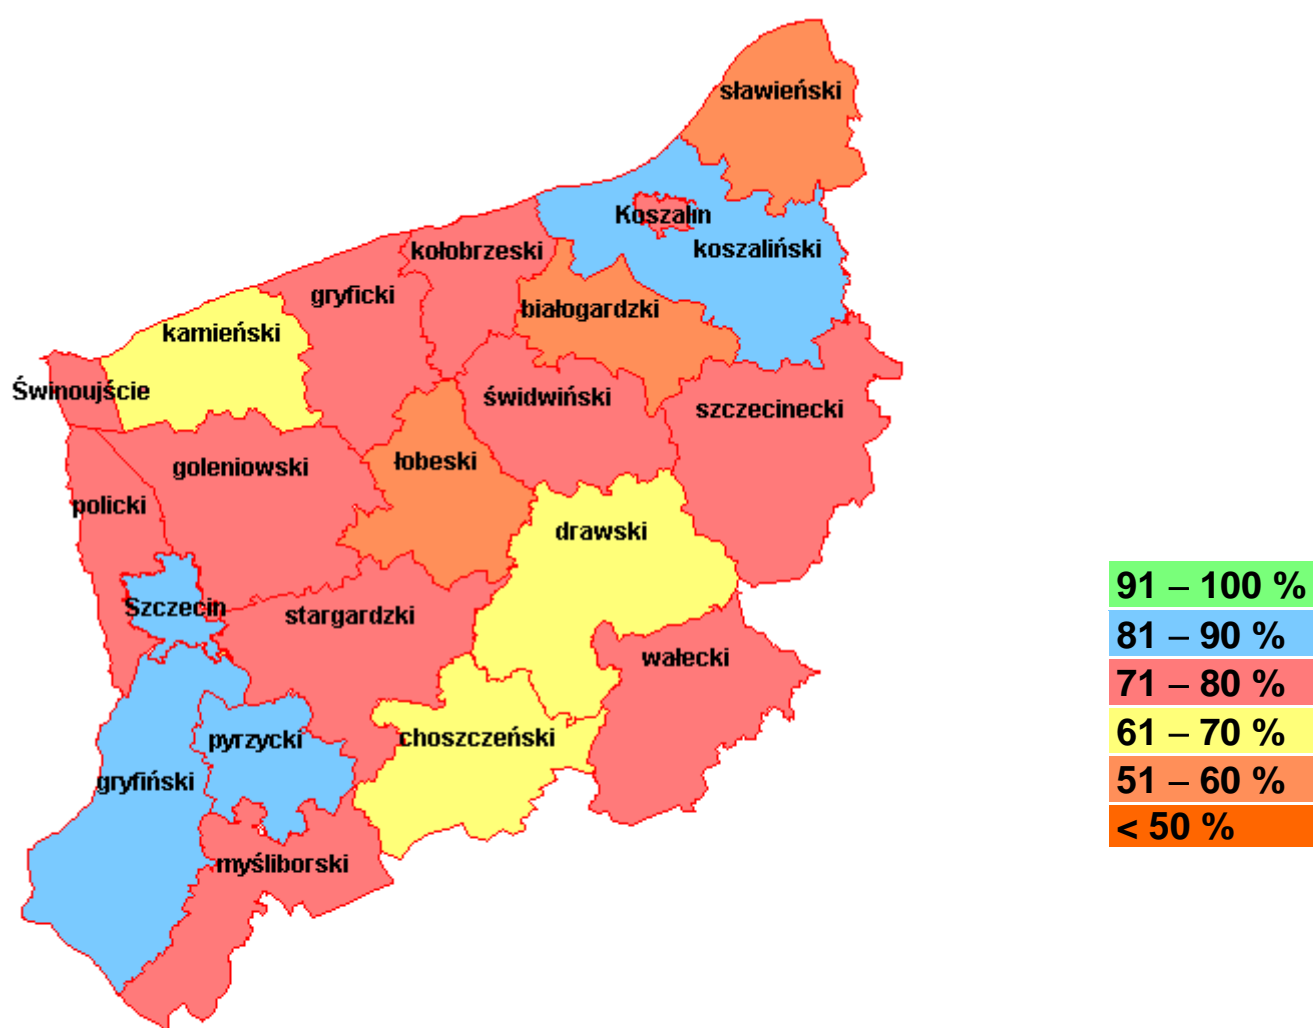 sławieński
Koszalin
koszaliński
kołobrzeski
gryficki
białogardzki
kamieński
Świnoujście
świdwiński
szczecinecki
goleniowski
łobeski
policki
drawski
Szczecin
stargardzki
wałecki
pyrzycki
choszczeński
gryfiński
myśliborski
91 – 100 %
81 – 90 %
71 – 80 %
61 – 70 %
51 – 60 %
< 50 %